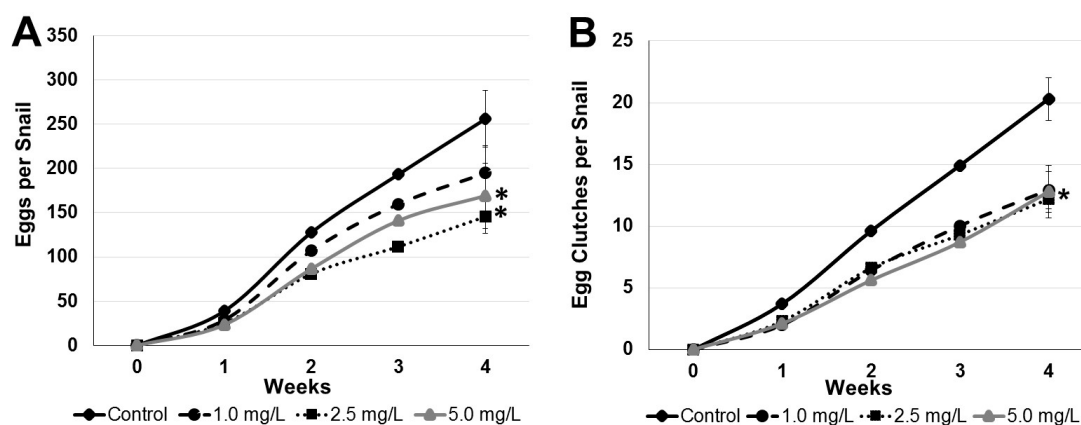 A
Eggs per Snail
350
300
250
200
150
100
50
0
*
*
0 1 2 3 4
Weeks
Control 1.0 mg/L 2.5 mg/L 5.0 mg/L
B
Egg Clutches per Snail
25
20
15
10
5
0
*
0 1 2 3 4
Weeks
Control 1.0 mg/L 2.5 mg/L 5.0 mg/L